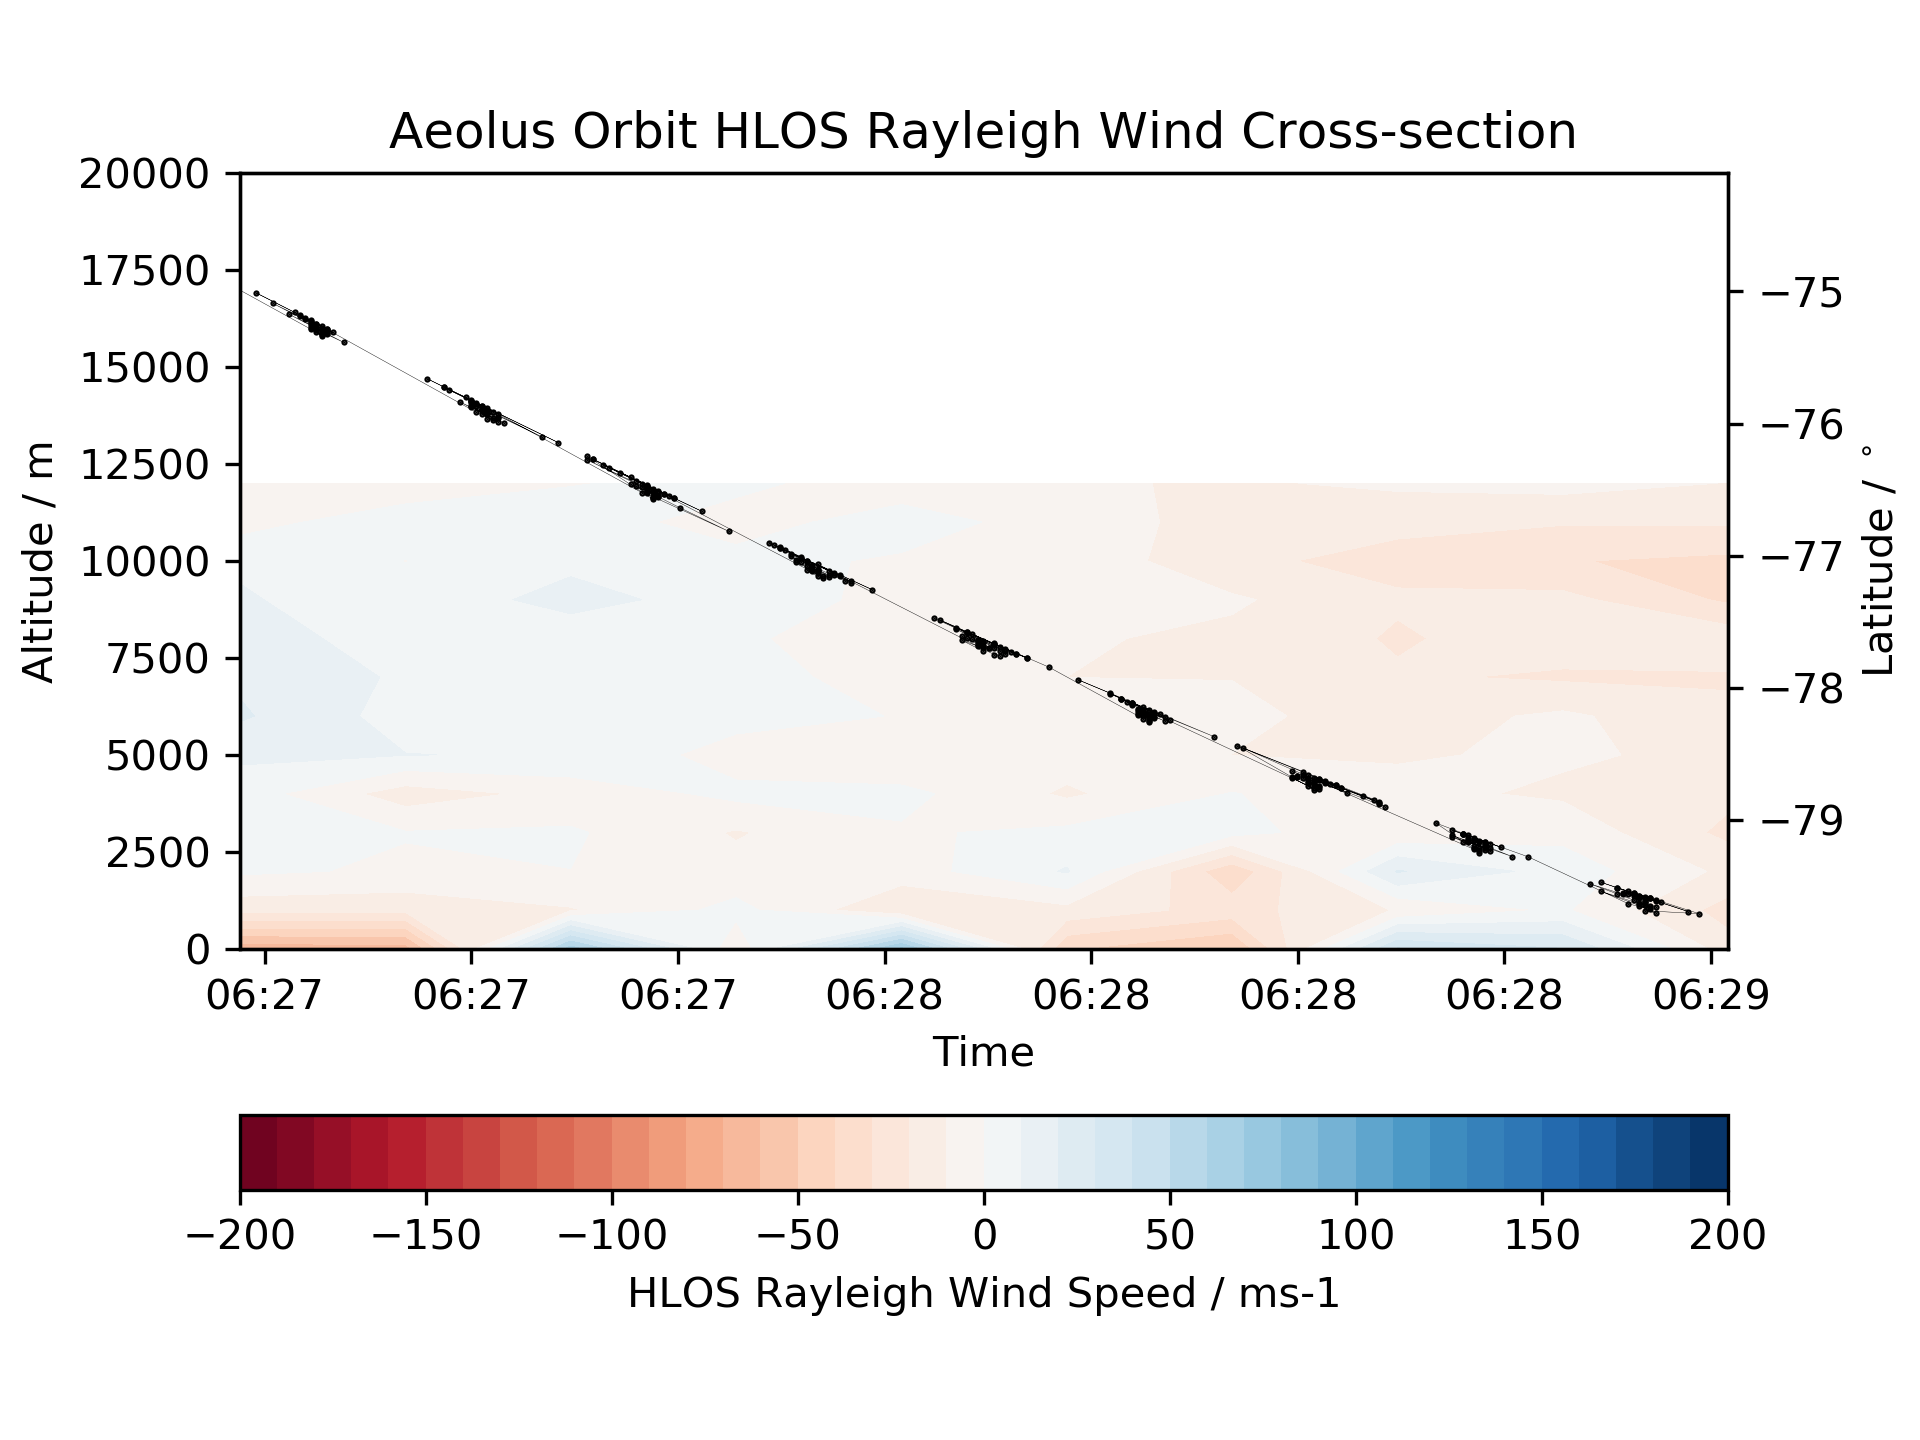 Aeolus Orbit HLOS Rayleigh Wind Cross-section
20000
17500
15000
12500
10000
7500
5000
2500
0
Altitude / m
−75
−76
−77
−78
−79
Latitude / °
06:27 06:27 06:27 06:28 06:28 06:28 06:28 06:29
Time
−200 −150 −100 −50 0 50 100 150 200
HLOS Rayleigh Wind Speed / ms-1